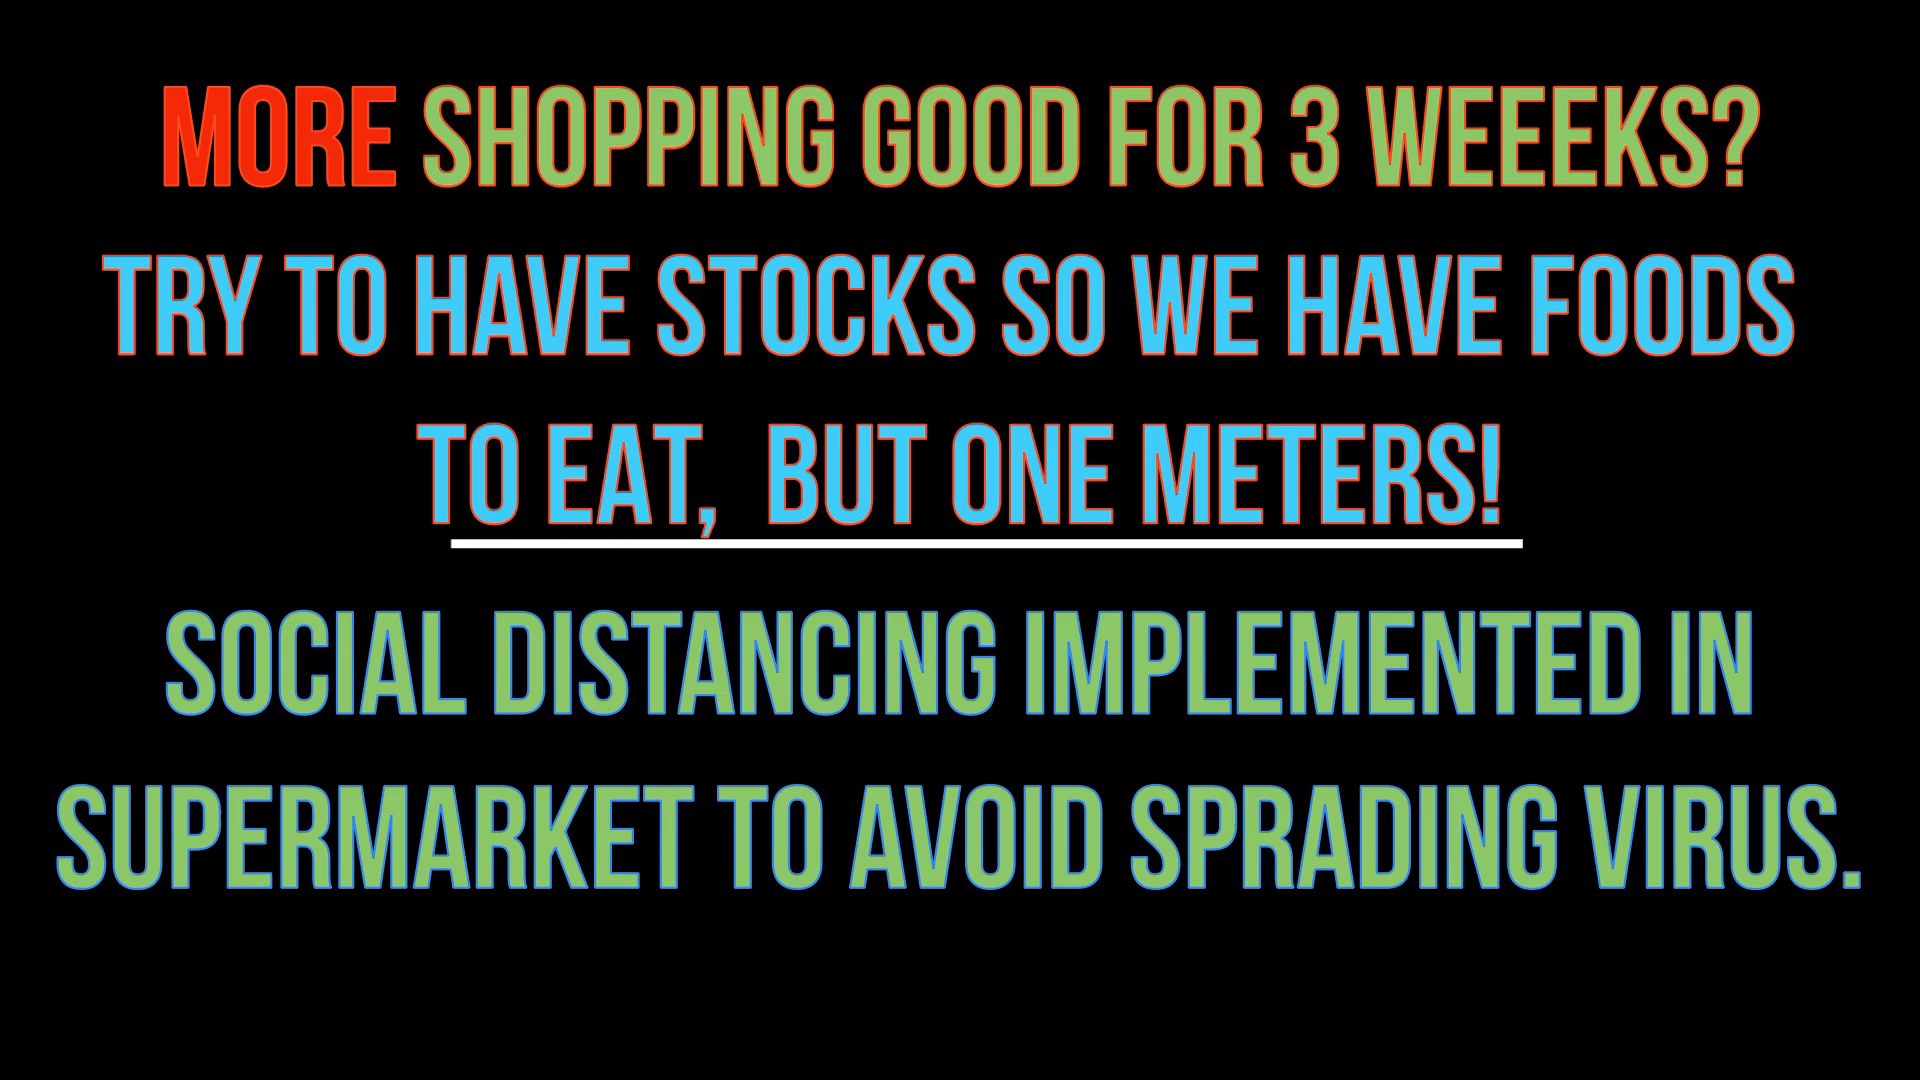 MORE SHOPPING GOOD FOR 3 WEEEKS?
TRY TO HAVE STOCKS SO WE HAVE FOODS
TO EAT, BUT ONE METERS!
SOCIAL DISTANCING IMPLEMENTED IN
SUPERMARKET TO AVOID SPRADING VIRUS.